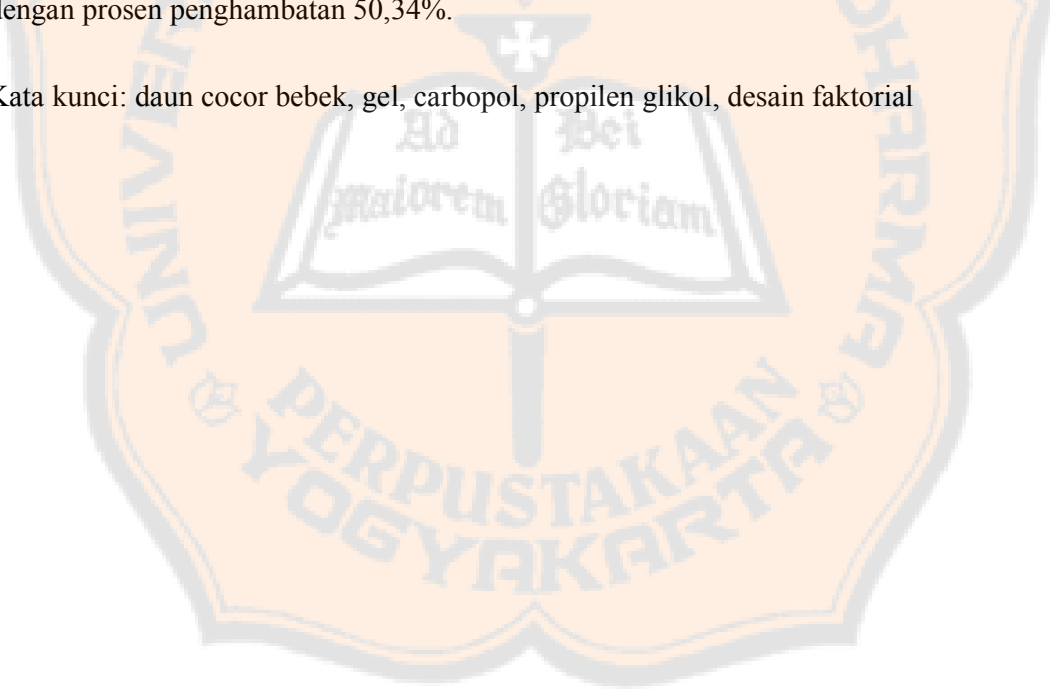 dengan prosen penghambatan 50,34%.
Kata kunci: daun cocor bebek, gel, carbopol, propilen glikol, desain faktorial
Ad
Maiorem
Dei
Gloriam
PERPUSTAKAAN
YOGYAKARTA